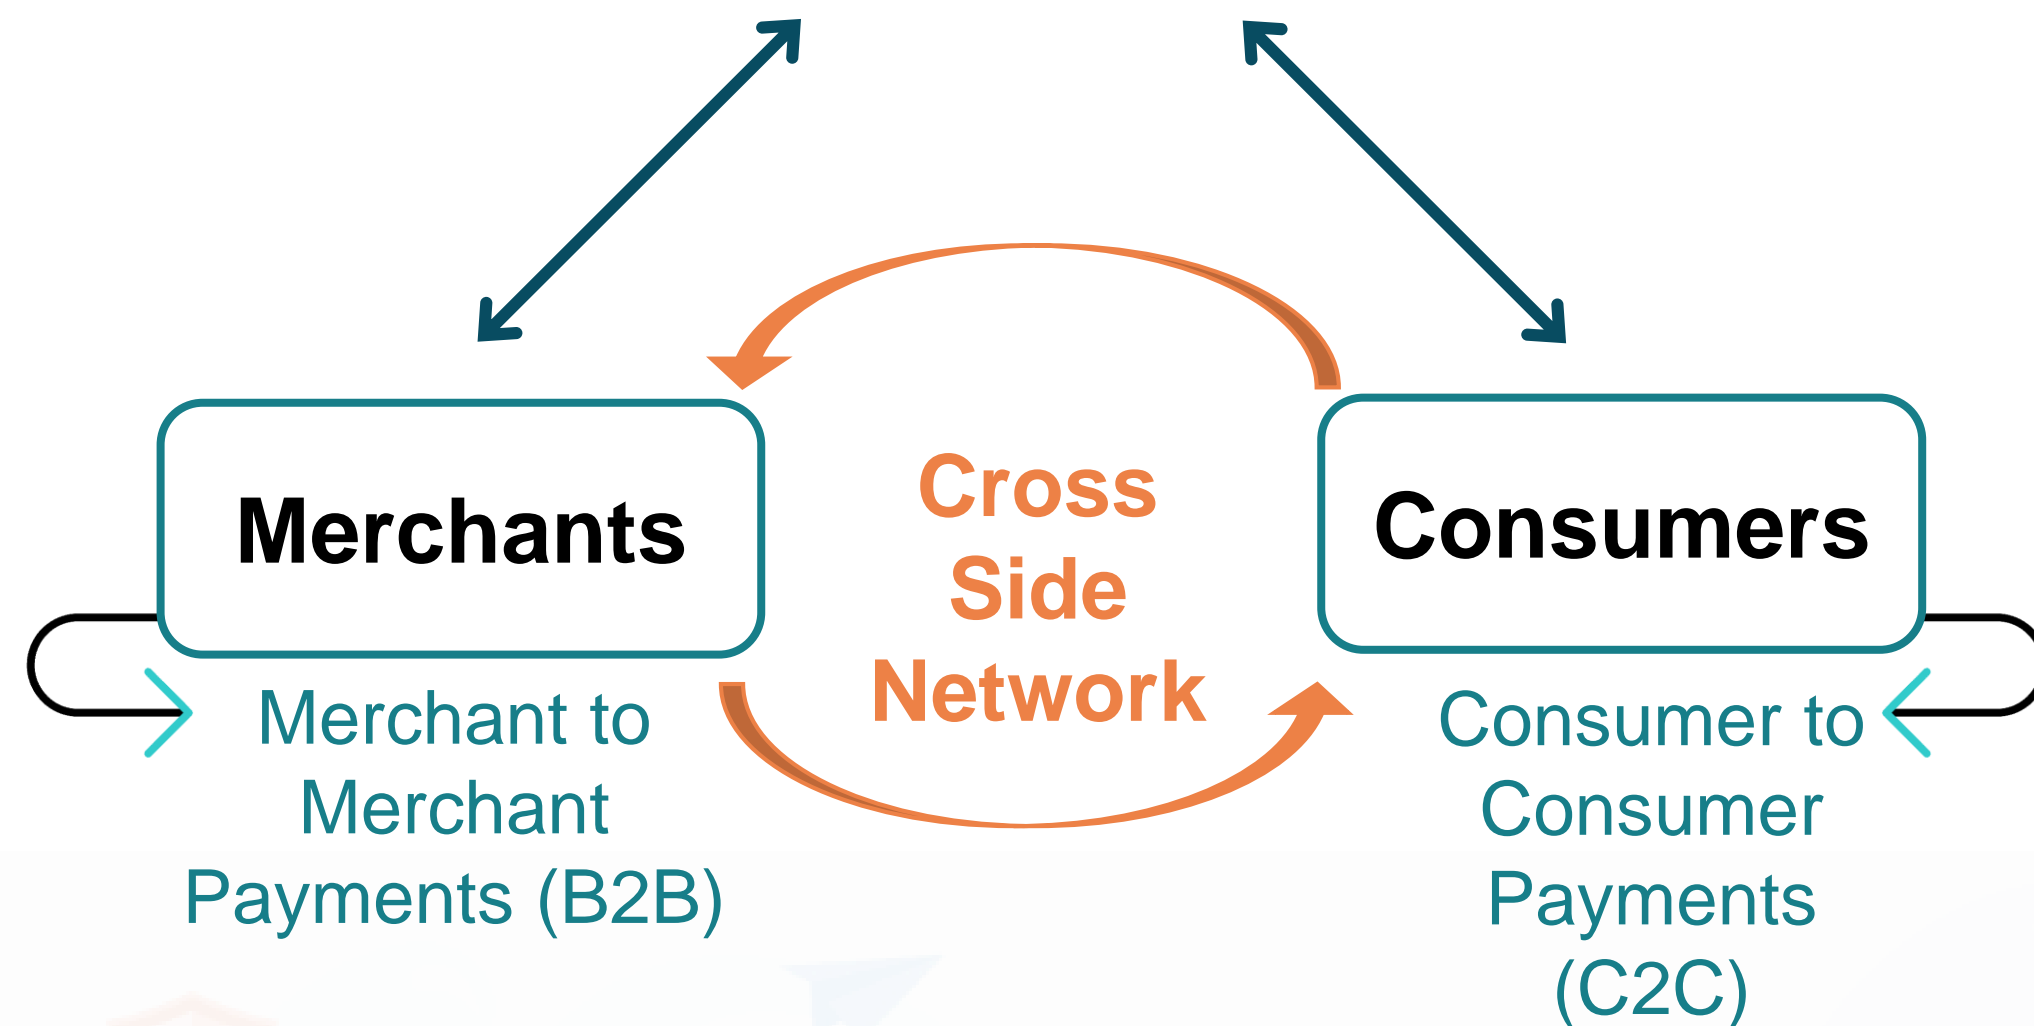 Merchants
Cross
Side
Network
Consumers
Merchant to
Merchant
Payments (B2B)
Consumer to
Consumer
Payments
(C2C)